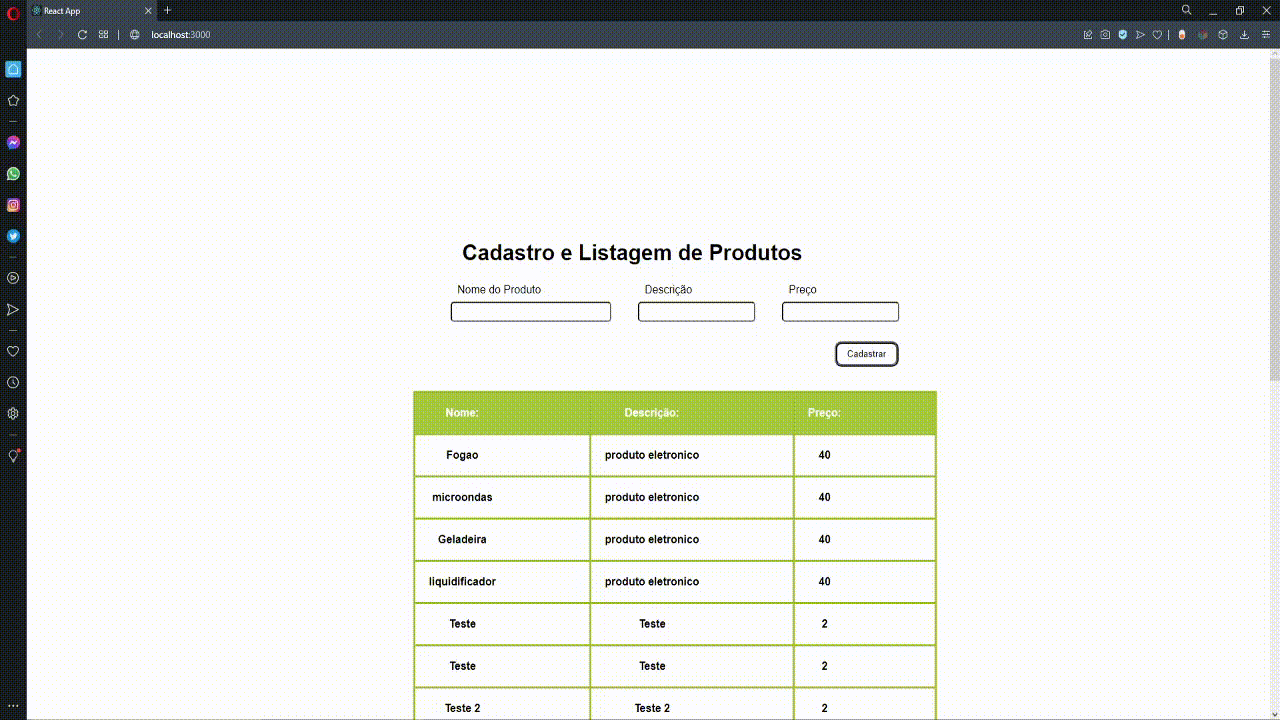 React App
localhost:3000
Cadastro e Listagem de Produtos
Nome do Produto Descrição Preço
Cadastrar
Nome: Descrição: Preço:
Fogao produto eletronico 40
microondas produto eletronico 40
Geladeira produto eletronico 40
liquidificador produto eletronico 40
Teste Teste 2
Teste Teste 2
Teste 2 Teste 2 2